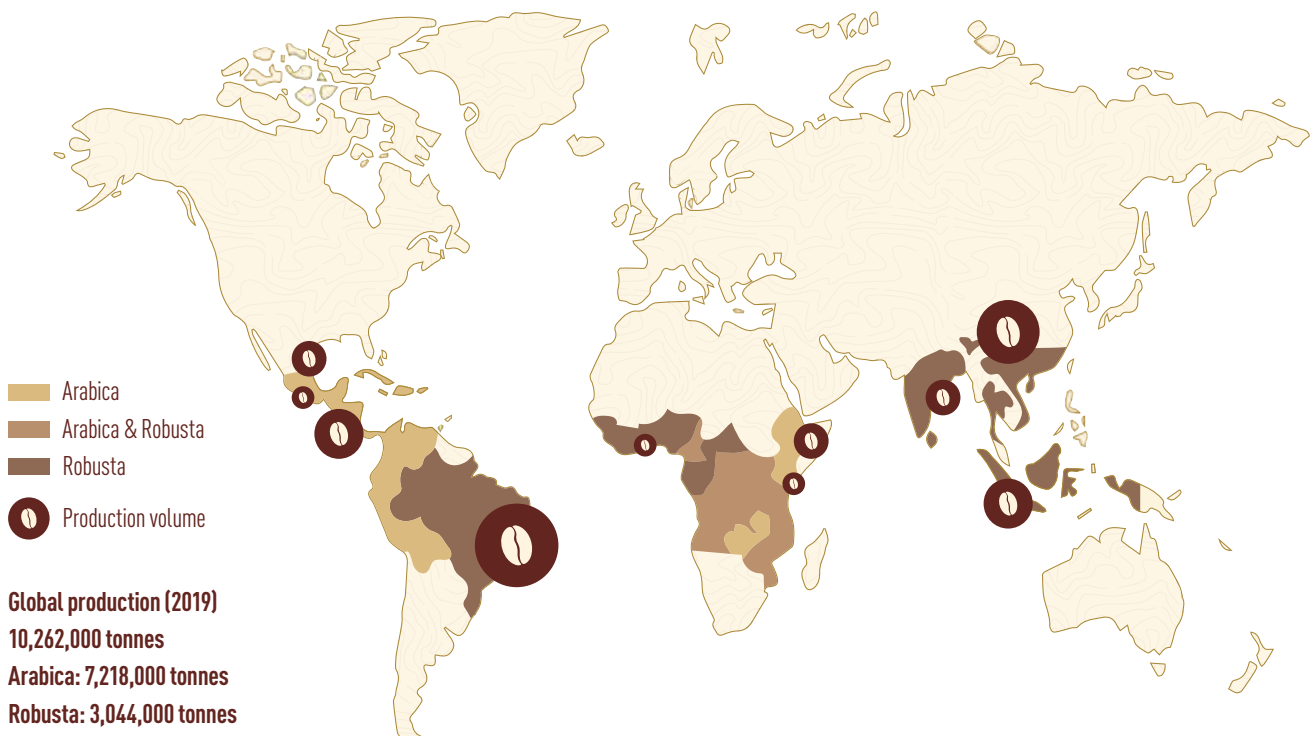 Arabica
Arabica & Robusta
Robusta
Production volume
Global production (2019)
10,262,000 tonnes
Arabica: 7,218,000 tonnes
Robusta: 3,044,000 tonnes